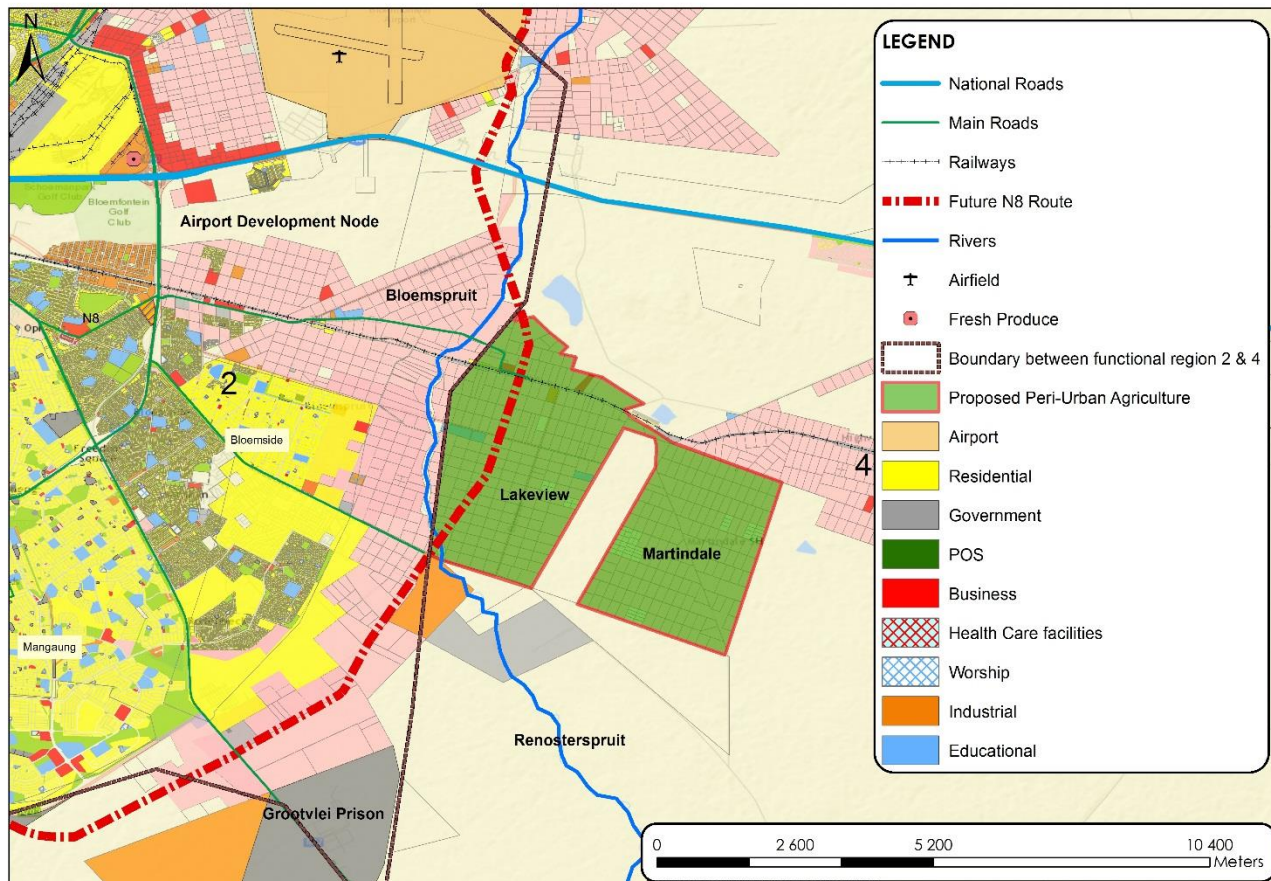 N
LEGEND
National Roads
Main Roads
Railways
Future N8 Route
Rivers
Airfield
Fresh Produce
Boundary between functional region 2 & 4
Proposed Peri-Urban Agriculture
Airport
Residential
Government
POS
Business
Health Care facilities
Worship
Industrial
Educational
Golf Club
Bloemfontein
Golf
Club
Airport Development Node
Bloemspruit
N8
2
Bloemside
Lakeview
4
Martindale
Mangaung
Renosterspruit
Grootvlei Prison
0
2 600
5 200
10 400
Meters